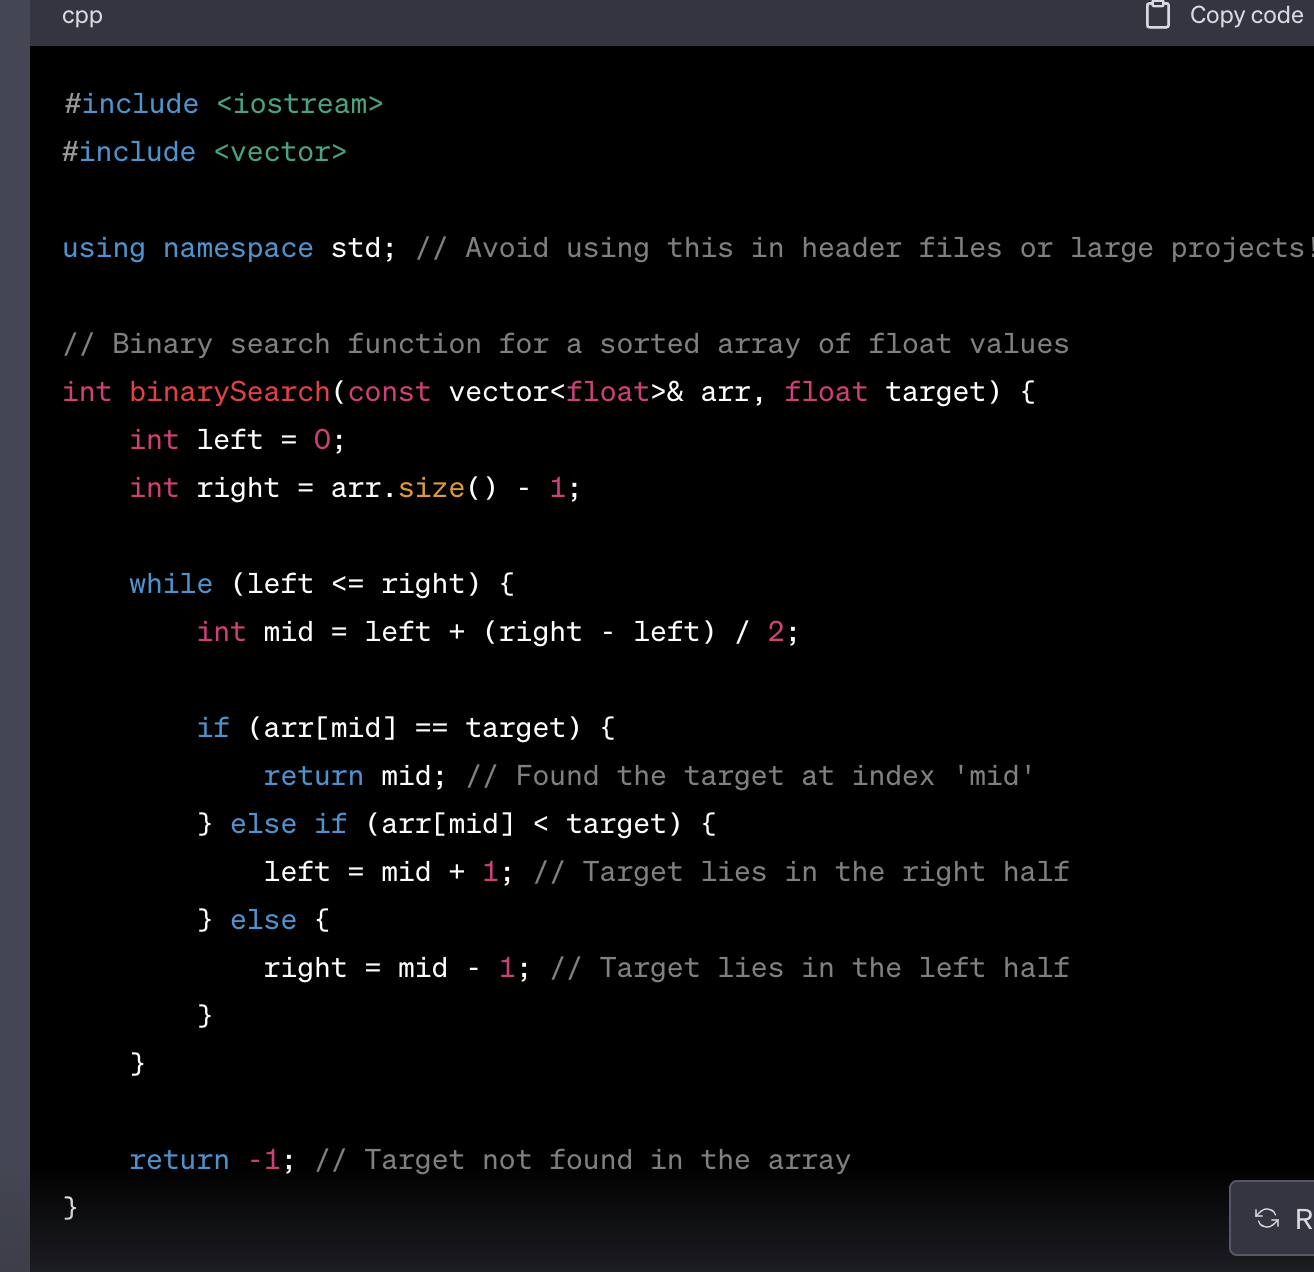 cpp
Copy code
#include <iostream>
#include <vector>
using namespace std; // Avoid using this in header files or large projects!
// Binary search function for a sorted array of float values
int binarySearch(const vector<float>& arr, float target) {
    int left = 0;
    int right = arr.size() - 1;
    while (left <= right) {
        int mid = left + (right - left) / 2;
        if (arr[mid] == target) {
            return mid; // Found the target at index 'mid'
        } else if (arr[mid] < target) {
            left = mid + 1; // Target lies in the right half
        } else {
            right = mid - 1; // Target lies in the left half
        }
    }
    return -1; // Target not found in the array
}